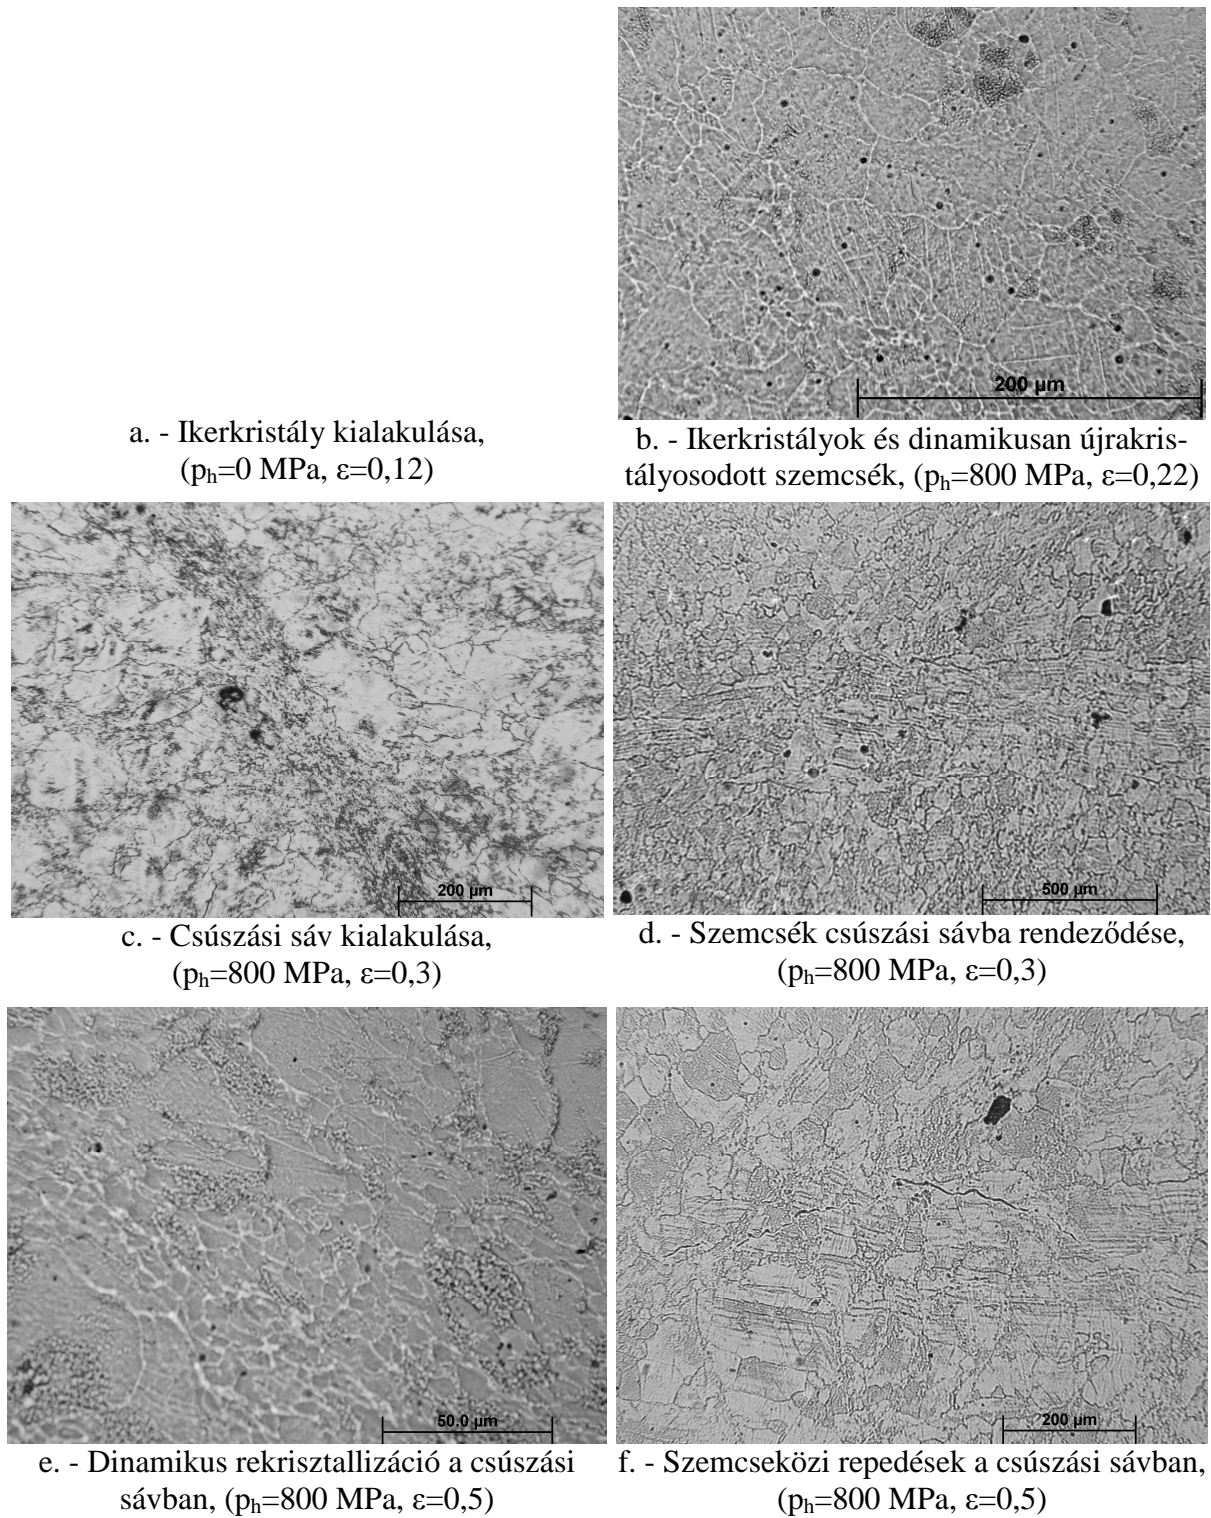 200 µm
a. - Ikerkristály kialakulása,
(ph=0 MPa, ε=0,12)
b. - Ikerkristályok és dinamikusan újrakris-
tályosodott szemcsék, (ph=800 MPa, ε=0,22)
200 µm
500 µm
c. - Csúszási sáv kialakulása,
(ph=800 MPa, ε=0,3)
d. - Szemcsék csúszási sávba rendeződése,
(ph=800 MPa, ε=0,3)
50.0 µm
200 µm
e. - Dinamikus rekrisztallizáció a csúszási
sávban, (ph=800 MPa, ε=0,5)
f. - Szemcseközi repedések a csúszási sávban,
(ph=800 MPa, ε=0,5)